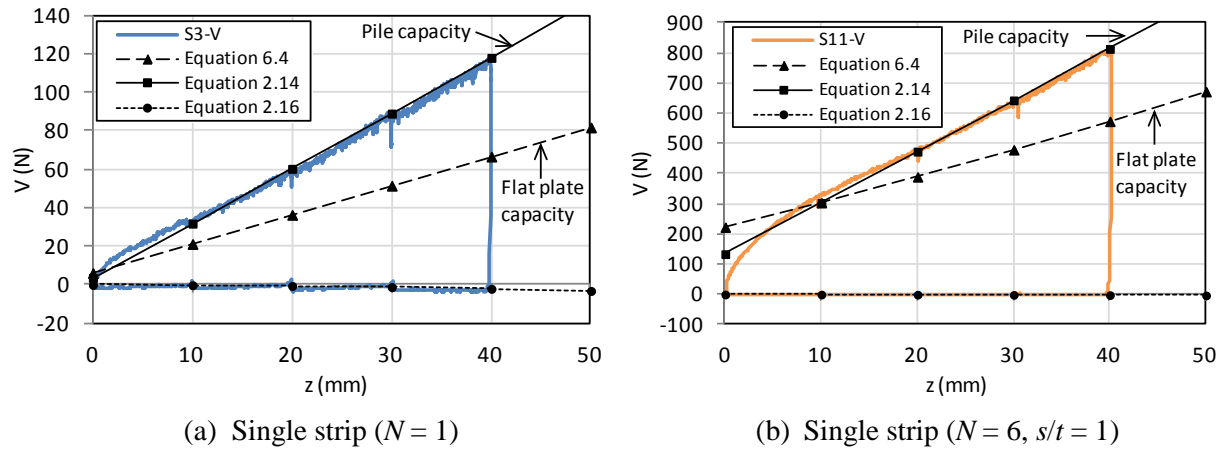 140
120
100
80
60
40
20
0
-20
V (N)
S3-V
Equation 6.4
Equation 2.14
Equation 2.16
Pile capacity
Flat plate
capacity
0 10 20 30 40 50
z (mm)
(a) Single strip (N = 1)
900
800
700
600
500
400
300
200
100
0
-100
V (N)
S11-V
Equation 6.4
Equation 2.14
Equation 2.16
Pile capacity
Flat plate
capacity
0 10 20 30 40 50
z (mm)
(b) Single strip (N = 6, s/t = 1)